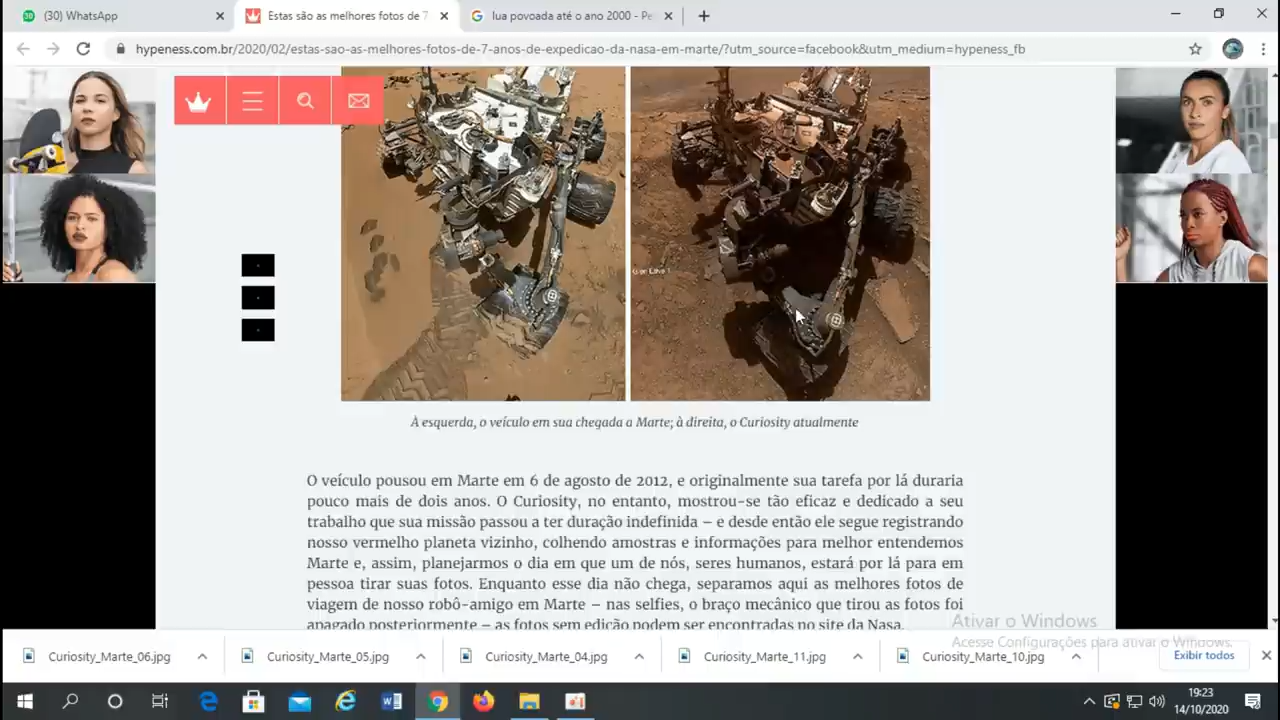 (30) WhatsApp
Estas são as melhores fotos de 7
lua povoada até o ano 2000 - Pe
hypeness.com.br/2020/02/estas-sao-as-melhores-fotos-de-7-anos-de-expedicao-da-nasa-em-marte/?utm_source=facebook&utm_medium=hypeness_fb
À esquerda, o veículo em sua chegada a Marte; à direita, o Curiosity atualmente
O veículo pousou em Marte em 6 de agosto de 2012, e originalmente sua tarefa por lá duraria
pouco mais de dois anos. O Curiosity, no entanto, mostrou-se tão eficaz e dedicado a seu
trabalho que sua missão passou a ter duração indefinida – e desde então ele segue registrando
nosso vermelho planeta vizinho, colhendo amostras e informações para melhor entendemos
Marte e, assim, planejarmos o dia em que um de nós, seres humanos, estará por lá para em
pessoa tirar suas fotos. Enquanto esse dia não chega, separamos aqui as melhores fotos de
viagem de nosso robô-amigo em Marte – nas selfies, o braço mecânico que tirou as fotos foi
apagado posteriormente – as fotos sem edição podem ser encontradas no site da Nasa.
Ativar o Windows
Acesse Configurações para ativar o Windows.
Curiosity_Marte_06.jpg
Curiosity_Marte_05.jpg
Curiosity_Marte_04.jpg
Curiosity_Marte_11.jpg
Curiosity_Marte_10.jpg
Exibir todos
19:23
14/10/2020